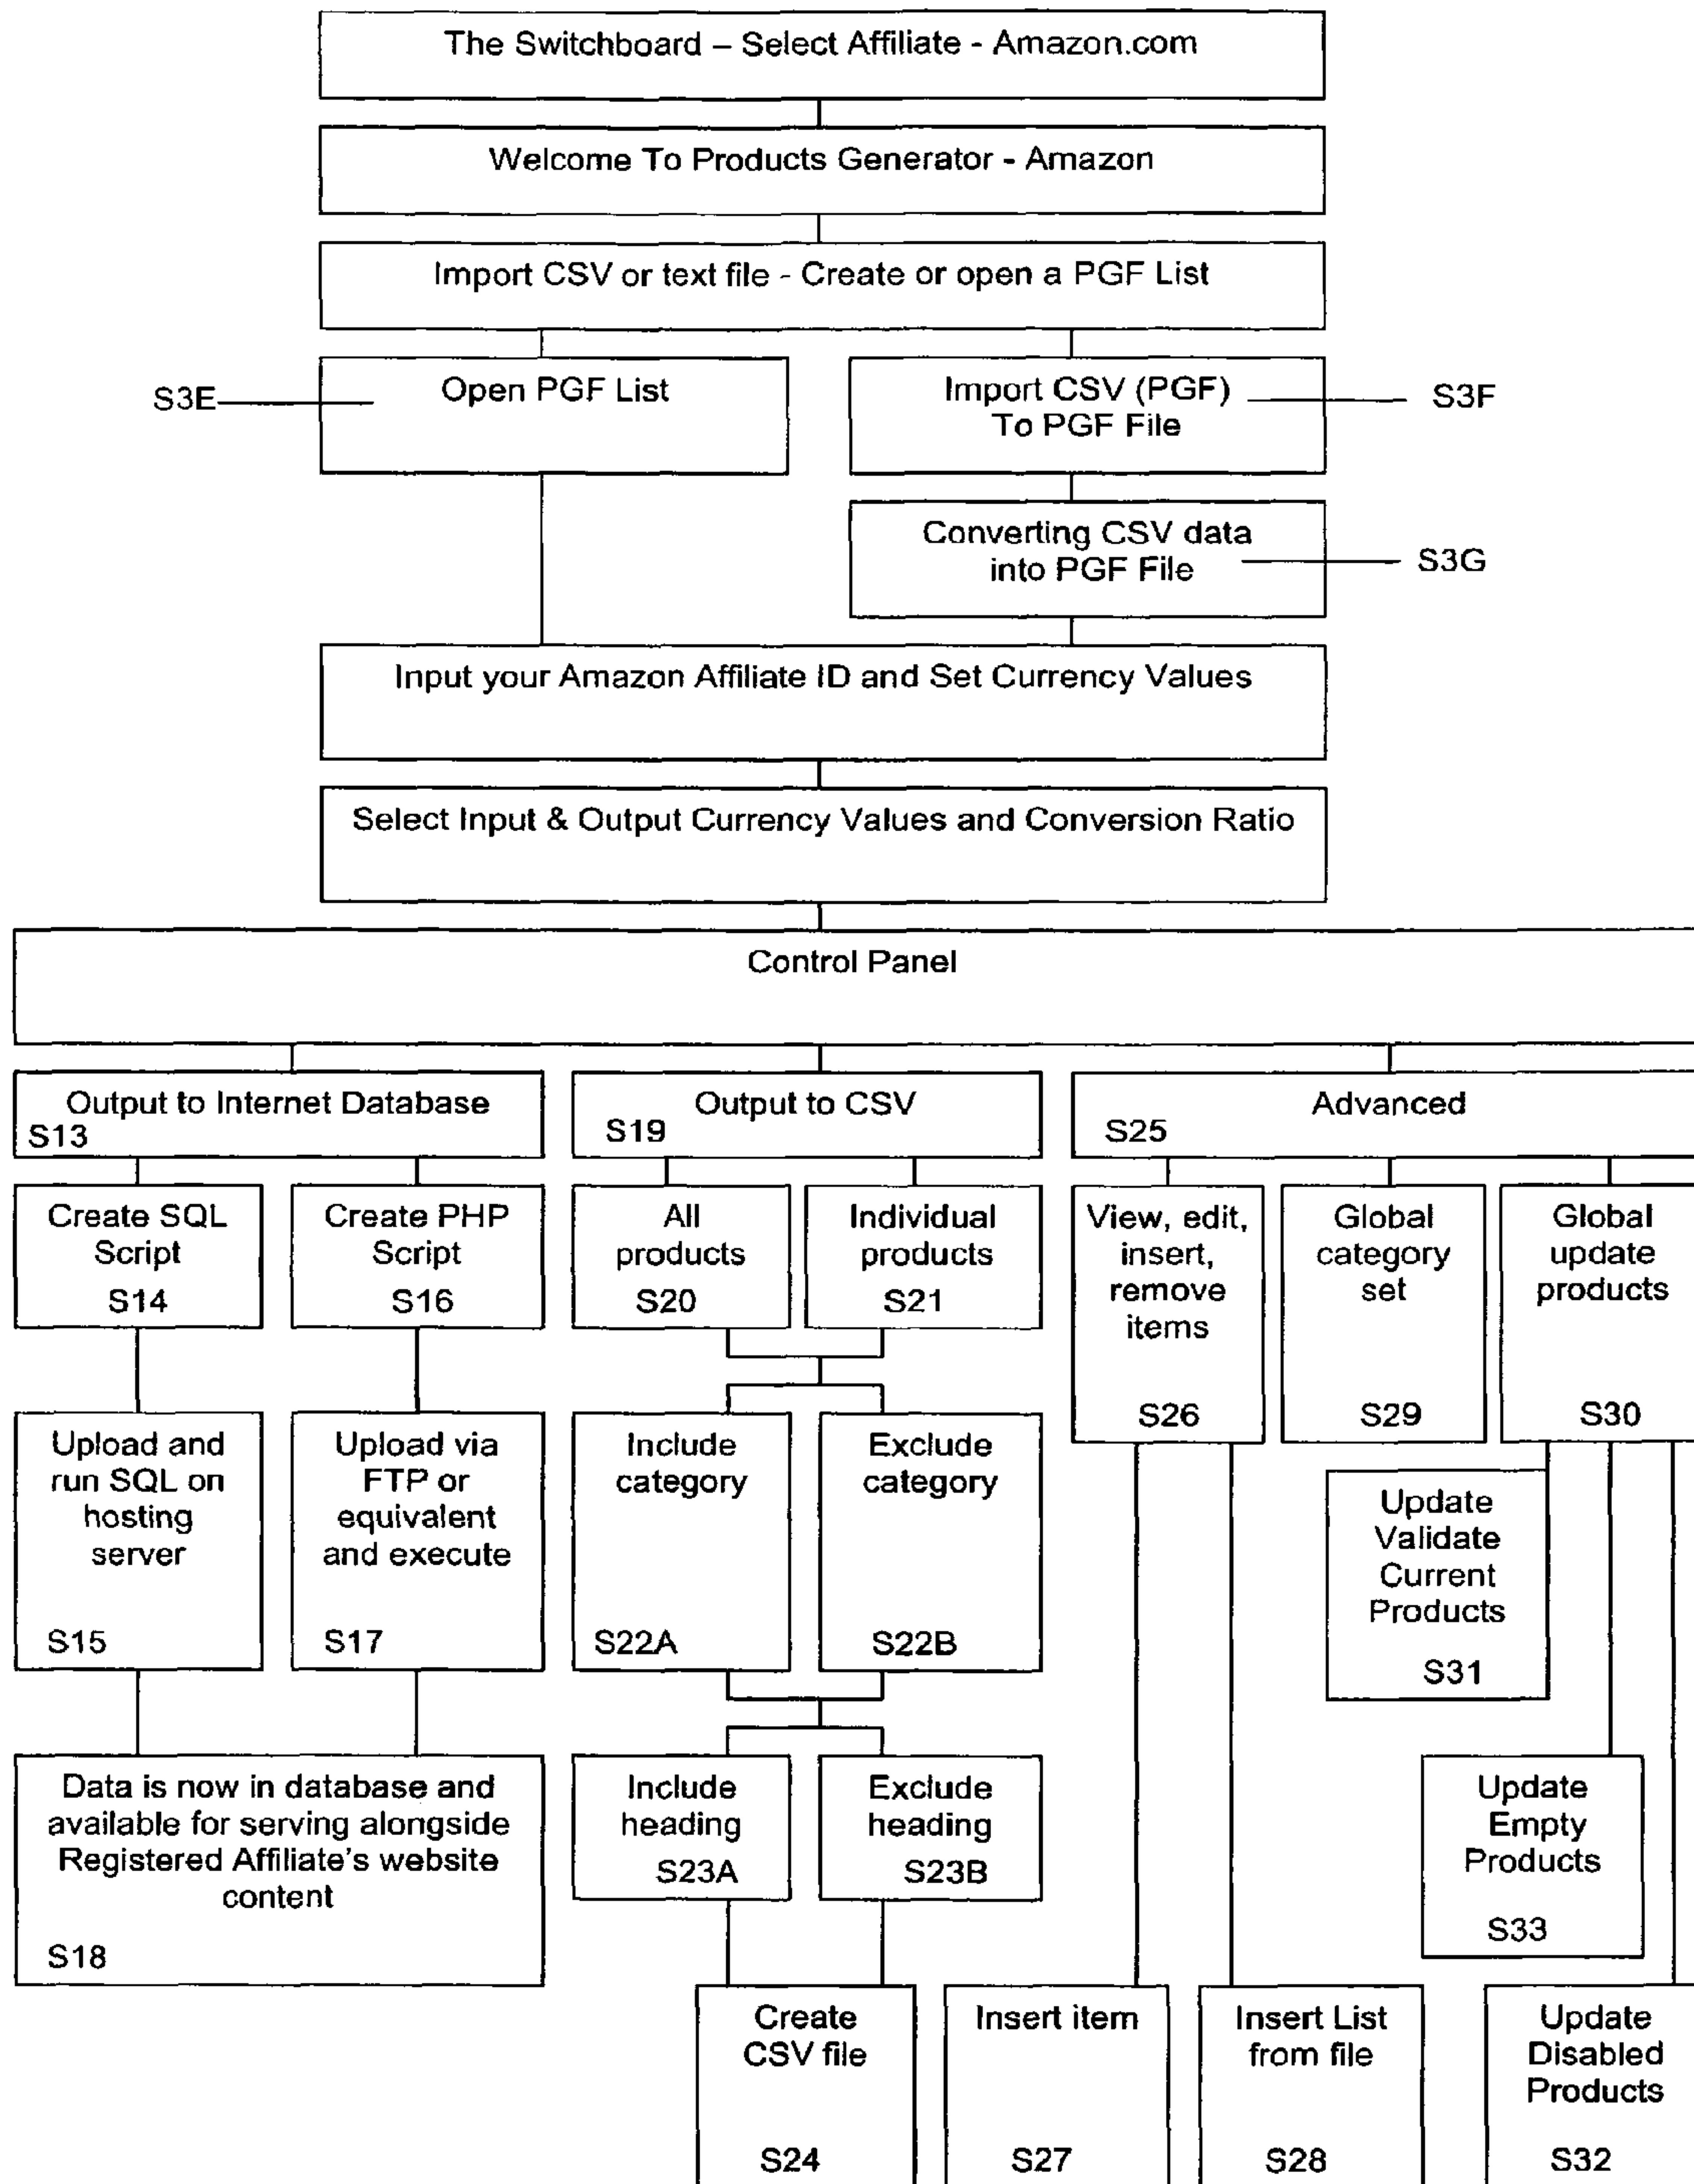 The Switchboard – Select Affiliate - Amazon.com
Welcome To Products Generator - Amazon
Import CSV or text file - Create or open a PGF List
S3E
Open PGF List
Import CSV (PGF)
To PGF File
S3F
Converting CSV data
into PGF File
S3G
Input your Amazon Affiliate ID and Set Currency Values
Select Input & Output Currency Values and Conversion Ratio
Control Panel
Output to Internet Database
S13
Output to CSV
S19
Advanced
S25
Create SQL
Script
S14
Create PHP
Script
S16
All
products
S20
Individual
products
S21
View, edit,
insert,
remove
items
S26
Global
category
set
S29
Global
update
products
S30
Upload and
run SQL on
hosting
server
S15
Upload via
FTP or
equivalent
and execute
S17
Include
category
S22A
Exclude
category
S22B
Update
Validate
Current
Products
S31
Data is now in database and
available for serving alongside
Registered Affiliate's website
content
S18
Include
heading
S23A
Exclude
heading
S23B
Update
Empty
Products
S33
Create
CSV file
S24
Insert item
S27
Insert List
from file
S28
Update
Disabled
Products
S32